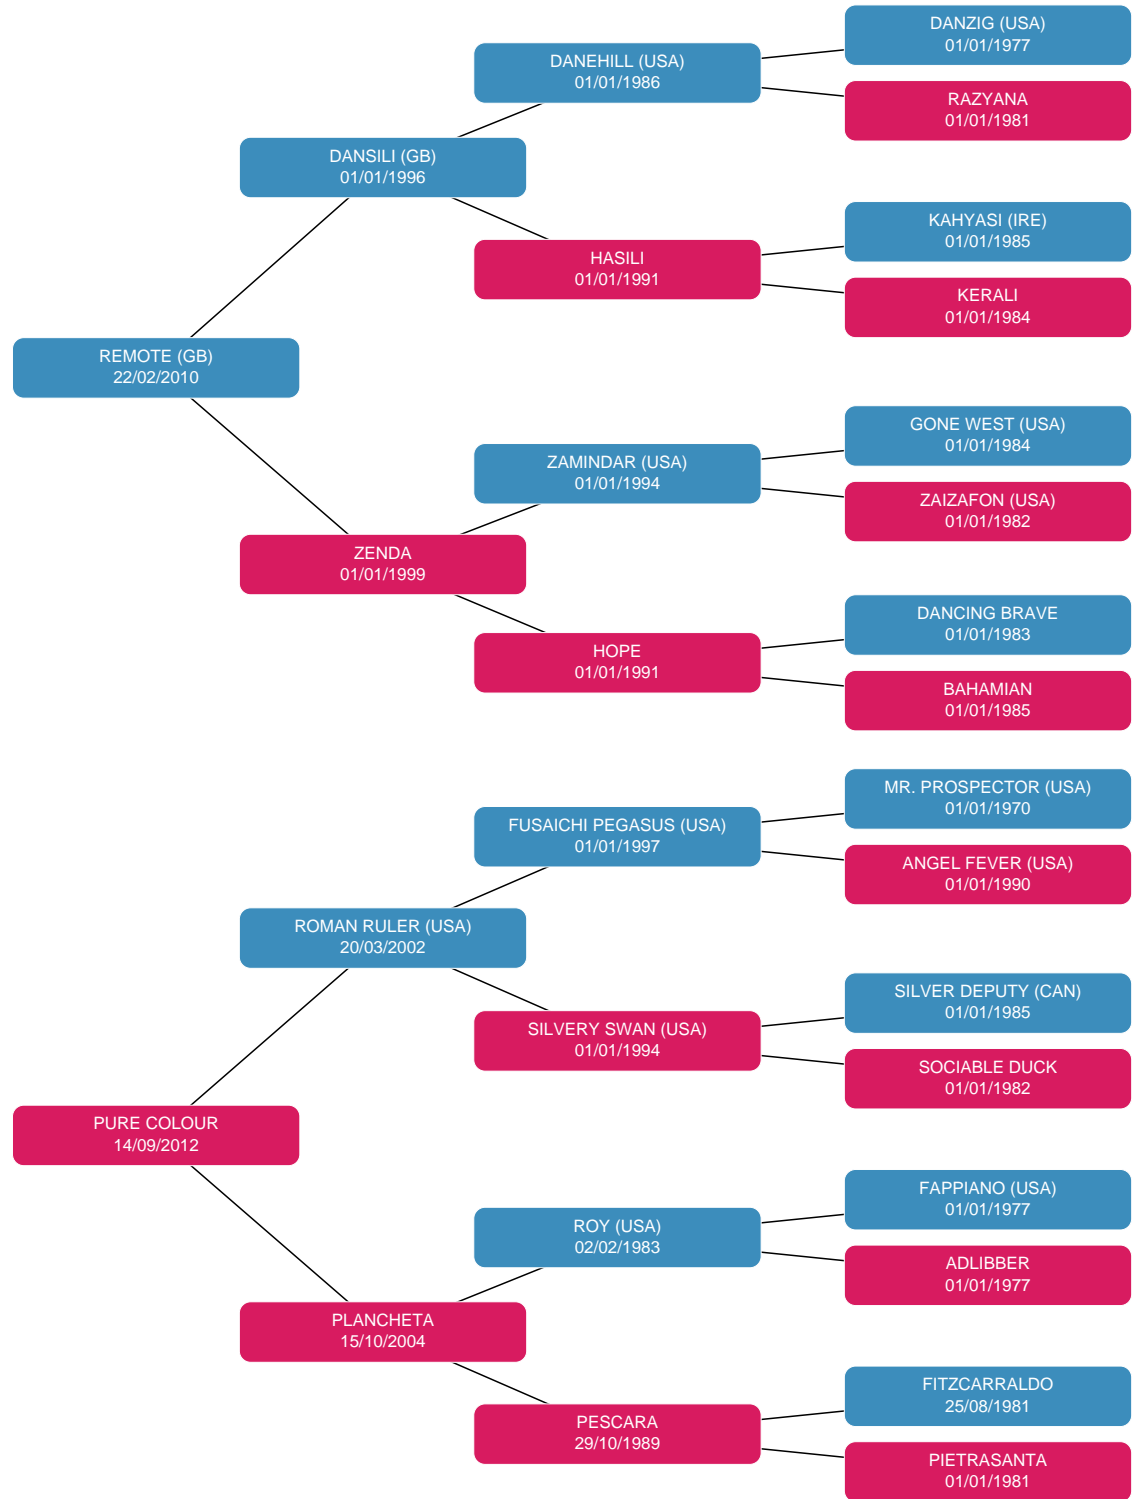 DANZIG (USA)
01/01/1977
DANEHILL (USA)
01/01/1986
RAZYANA
01/01/1981
DANSILI (GB)
01/01/1996
KAHYASI (IRE)
01/01/1985
HASILI
01/01/1991
KERALI
01/01/1984
REMOTE (GB)
22/02/2010
GONE WEST (USA)
01/01/1984
ZAMINDAR (USA)
01/01/1994
ZAIZAFON (USA)
01/01/1982
ZENDA
01/01/1999
DANCING BRAVE
01/01/1983
HOPE
01/01/1991
BAHAMIAN
01/01/1985
MR. PROSPECTOR (USA)
01/01/1970
FUSAICHI PEGASUS (USA)
01/01/1997
ANGEL FEVER (USA)
01/01/1990
ROMAN RULER (USA)
20/03/2002
SILVER DEPUTY (CAN)
01/01/1985
SILVERY SWAN (USA)
01/01/1994
SOCIABLE DUCK
01/01/1982
PURE COLOUR
14/09/2012
FAPPIANO (USA)
01/01/1977
ROY (USA)
02/02/1983
ADLIBBER
01/01/1977
PLANCHETA
15/10/2004
FITZCARRALDO
25/08/1981
PESCARA
29/10/1989
PIETRASANTA
01/01/1981